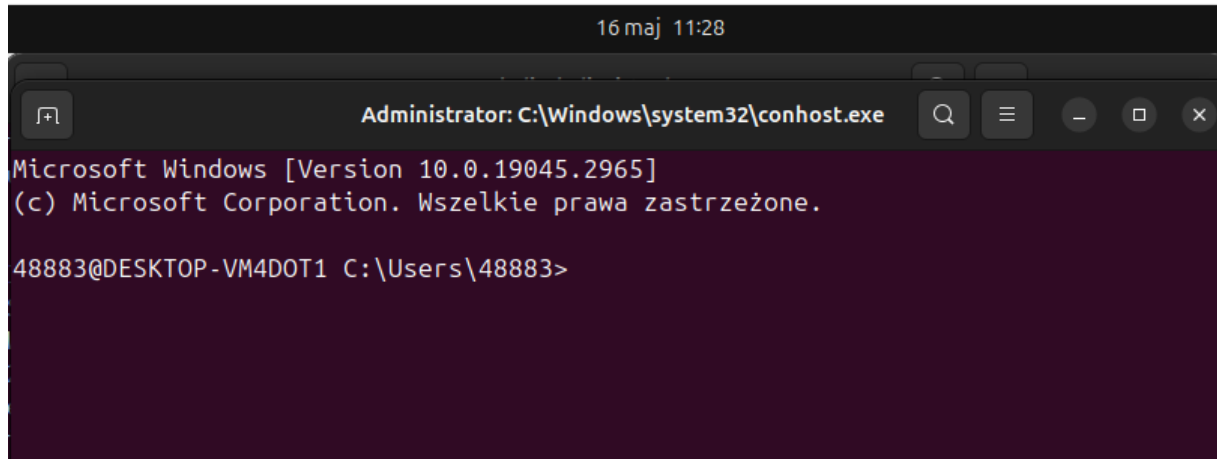 16 maj 11:28
Administrator: C:\Windows\system32\conhost.exe
Microsoft Windows [Version 10.0.19045.2965]
(c) Microsoft Corporation. Wszelkie prawa zastrzeżone.
48883@DESKTOP-VM4DOT1 C:\Users\48883>